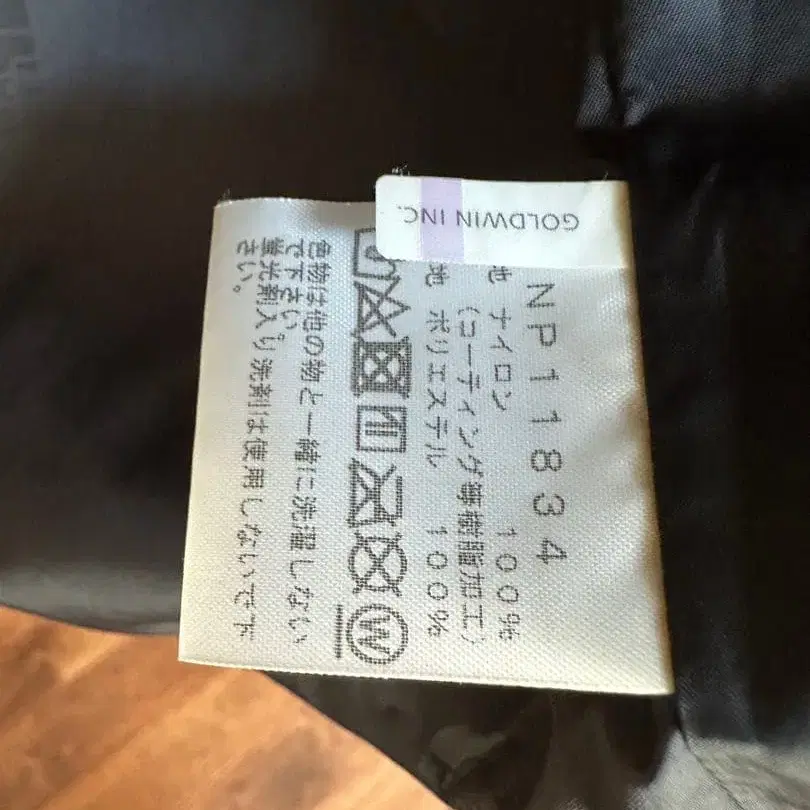 GOLDWIN INC.
NP11834
地 ナイロン 100%
(コーティング等樹脂加工)
地 ポリエステル 100%
W
色物は他の物と一緒に洗濯しない
で下さい。
蛍光剤入り洗剤は使用しないで下
さい。